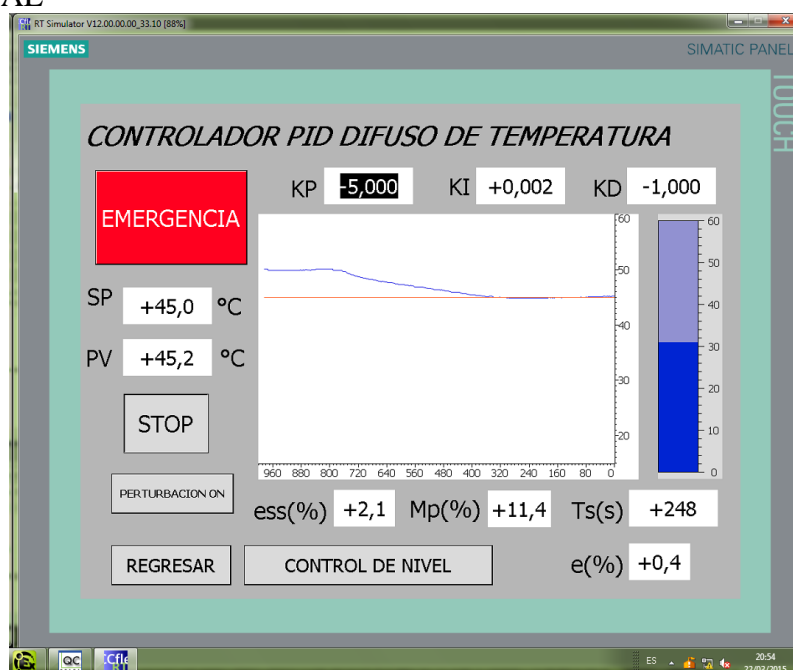 RT Simulator V12.00.00.00_33.10 [88%]
SIEMENS
SIMATIC PANEL
TOUCH
CONTROLADOR PID DIFUSO DE TEMPERATURA
EMERGENCIA
KP -5,000 KI +0,002 KD -1,000
SP +45,0 °C
PV +45,2 °C
STOP
PERTURBACION ON
60
50
40
30
20
960 880 800 720 640 560 480 400 320 240 160 80 0
60
50
40
30
20
10
0
ess(%) +2,1 Mp(%) +11,4 Ts(s) +248
REGRESAR
CONTROL DE NIVEL
e(%) +0,4
QC
ES
20:54
22/02/2015